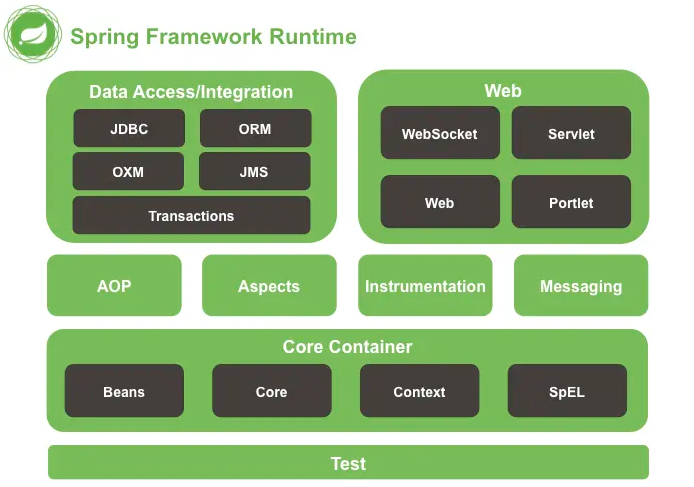 Spring Framework Runtime
Data Access/Integration
JDBC
ORM
OXM
JMS
Transactions
Web
WebSocket
Servlet
Web
Portlet
AOP
Aspects
Instrumentation
Messaging
Core Container
Beans
Core
Context
SpEL
Test